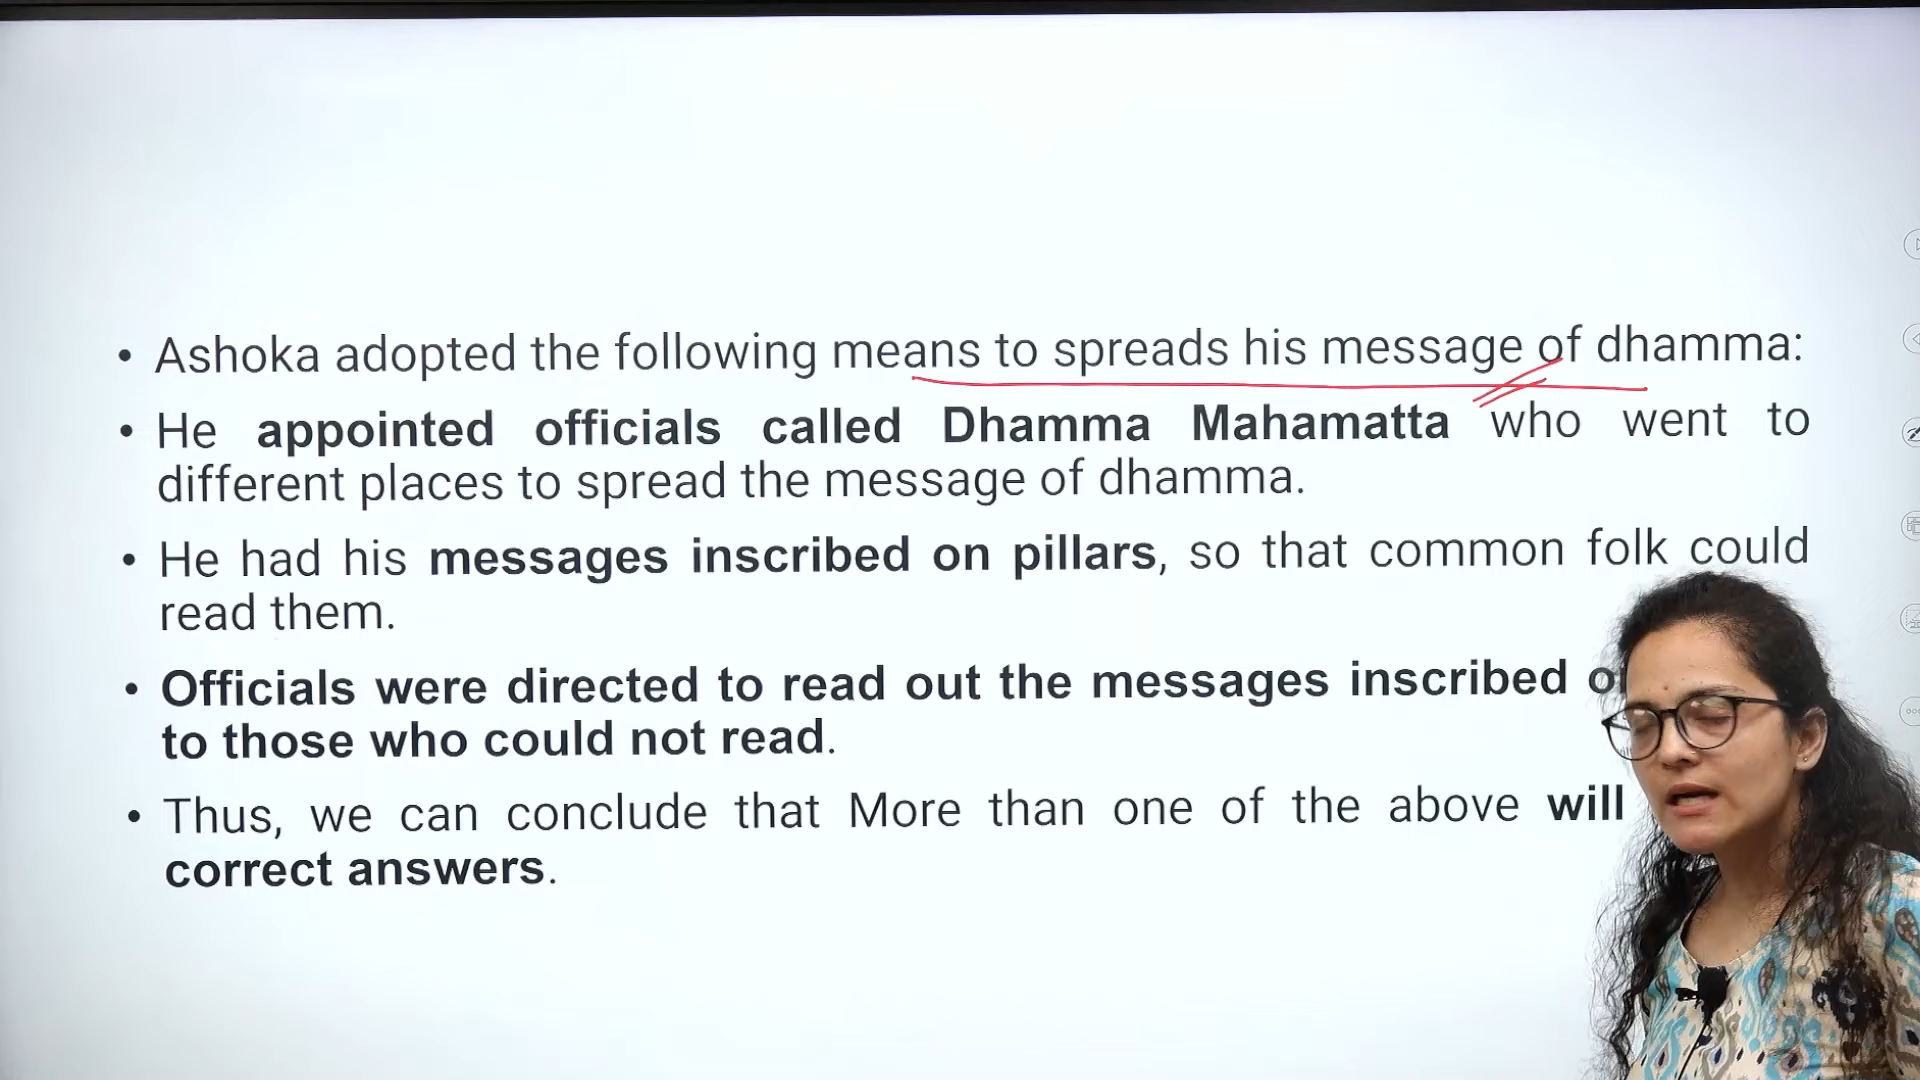 • Ashoka adopted the following means to spreads his message of dhamma:
• He appointed officials called Dhamma Mahamatta who went to
different places to spread the message of dhamma.
• He had his messages inscribed on pillars, so that common folk could
read them.
• Officials were directed to read out the messages inscribed
to those who could not read.
• Thus, we can conclude that More than one of the above will
correct answers.